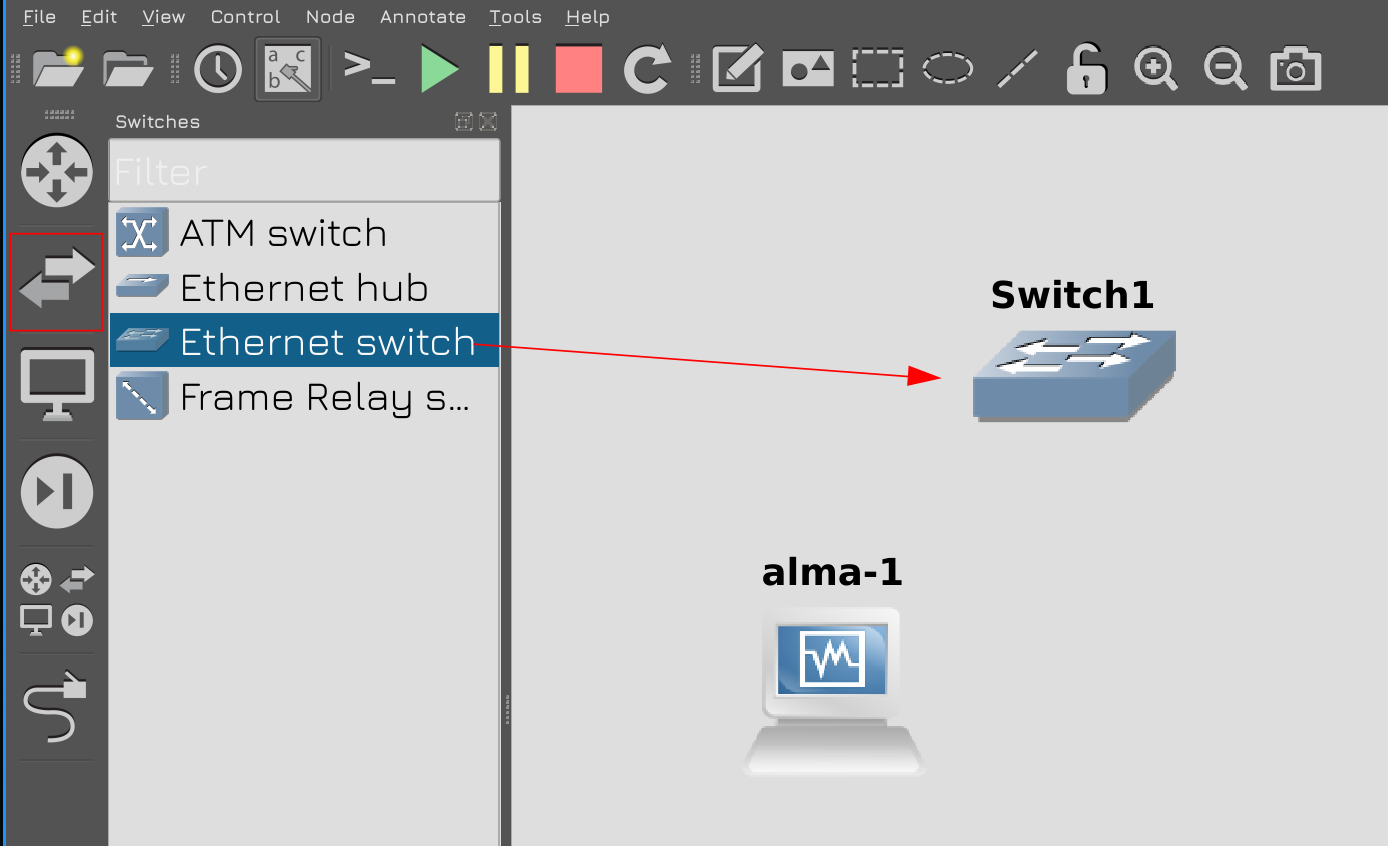 File Edit View Control Node Annotate Tools Help
a c
b
>_
Switches
Filter
ATM switch
Ethernet hub
Ethernet switch
Frame Relay s...
Switch1
alma-1